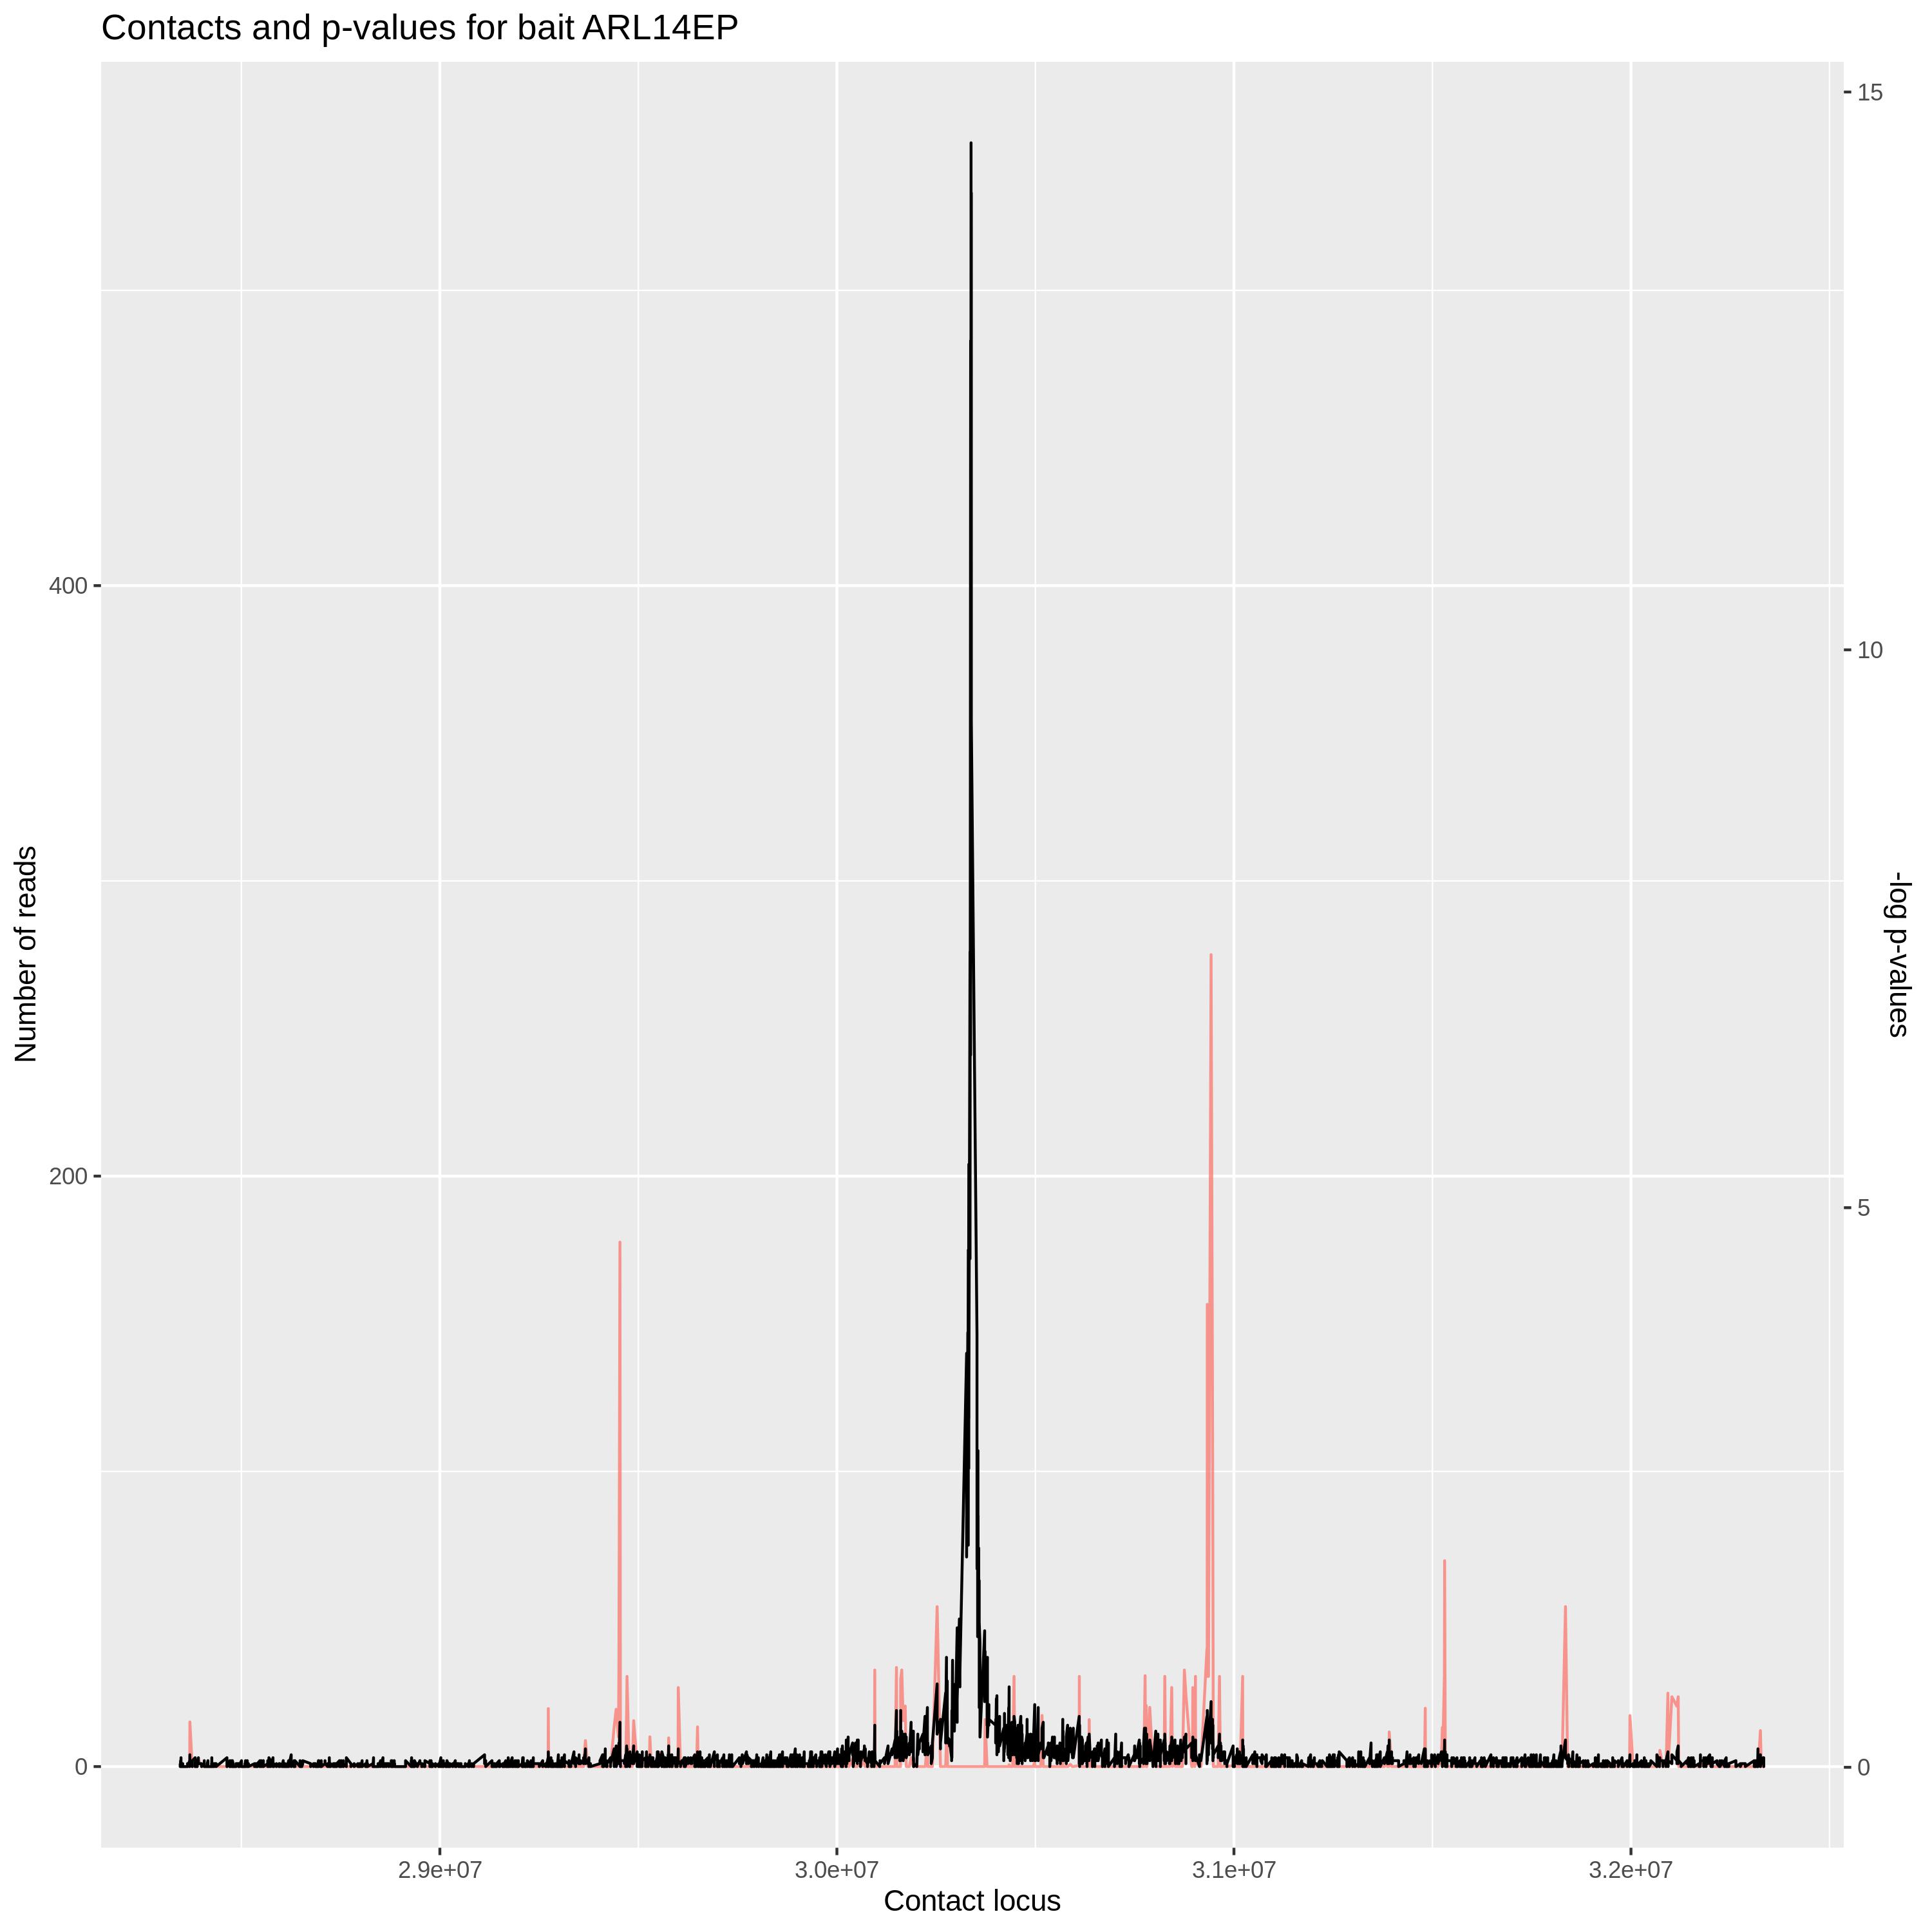 Contacts and p-values for bait ARL14EP
15
400
10
Number of reads
-log p-values
200
5
0
0
2.9e+07
3.0e+07
3.1e+07
3.2e+07
Contact locus